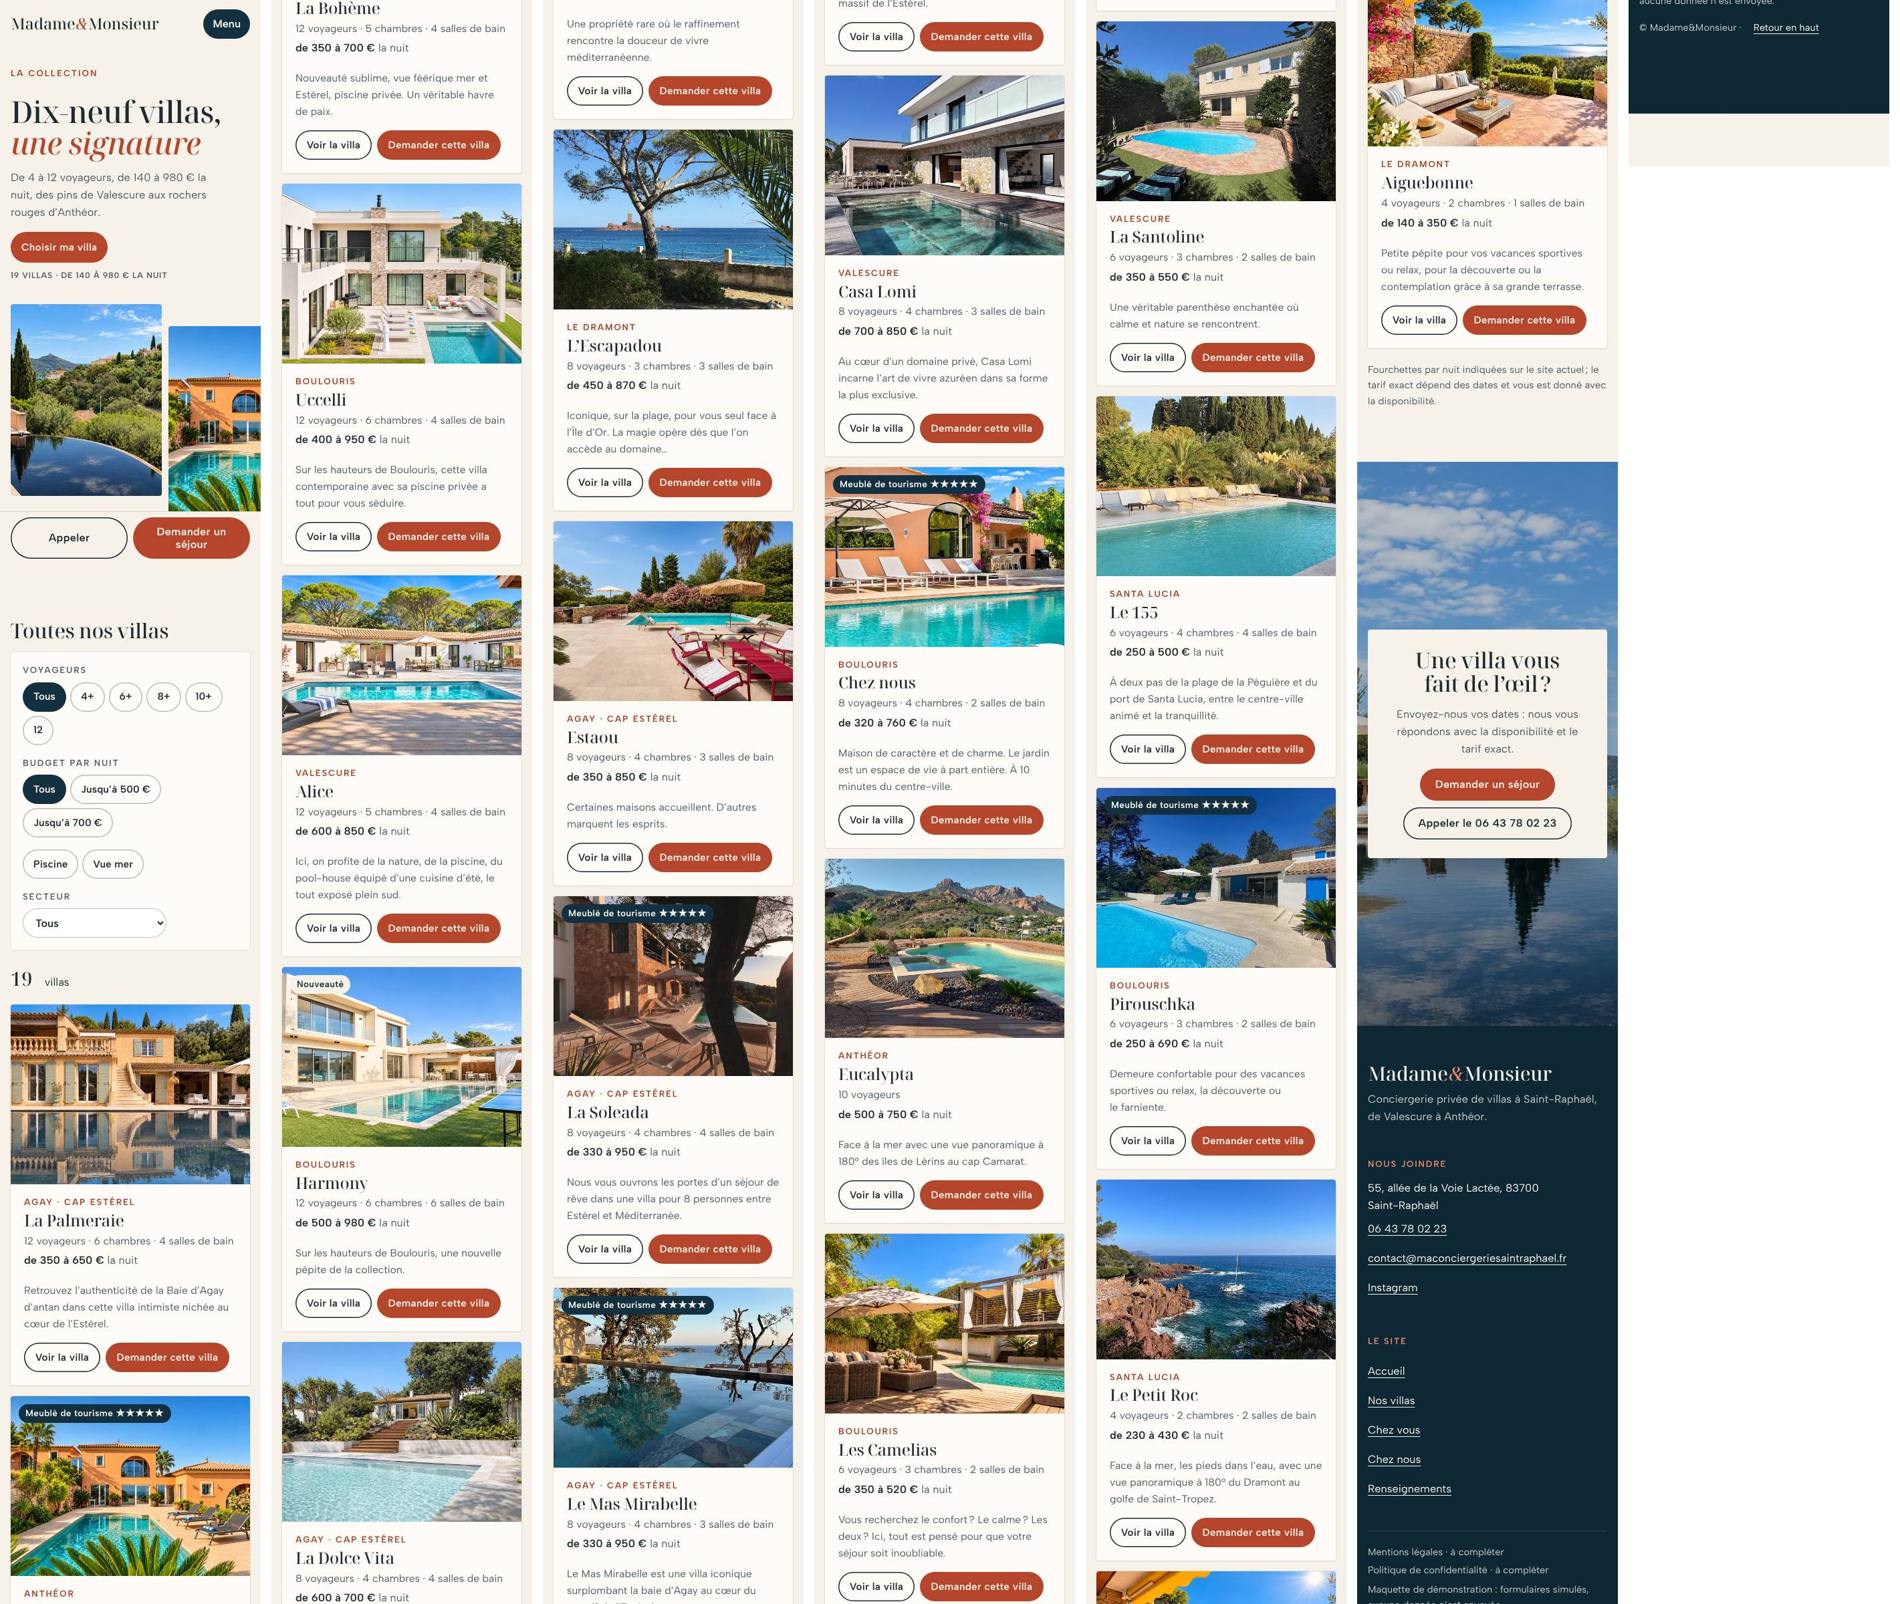 Madame&Monsieur
Menu
LA COLLECTION
Dix-neuf villas,
une signature
De 4 à 12 voyageurs, de 140 à 980 € la
nuit, des pins de Valescure aux rochers
rouges d'Anthéor.
Choisir ma villa
19 VILLAS · DE 140 À 980 € LA NUIT
Appeler
Demander un
séjour
Toutes nos villas
VOYAGEURS
Tous 4+ 6+ 8+ 10+
12
BUDGET PAR NUIT
Tous Jusqu'à 500 €
Jusqu'à 700 €
Piscine Vue mer
SECTEUR
Tous
19 villas
AGAY · CAP ESTÉREL
La Palmeraie
12 voyageurs · 6 chambres · 4 salles de bain
de 350 à 650 € la nuit
Retrouvez l'authenticité de la Baie d'Agay
d'antan dans cette villa intimiste nichée au
cœur de l'Estérel.
Voir la villa Demander cette villa
Meublé de tourisme ★★★★★
ANTHÉOR
La Bohème
12 voyageurs · 5 chambres · 4 salles de bain
de 350 à 700 € la nuit
Nouveauté sublime, vue féérique mer et
Estérel, piscine privée. Un véritable havre
de paix.
Voir la villa Demander cette villa
BOULOURIS
Uccelli
12 voyageurs · 6 chambres · 4 salles de bain
de 400 à 950 € la nuit
Sur les hauteurs de Boulouris, cette villa
contemporaine avec sa piscine privée a
tout pour vous séduire.
Voir la villa Demander cette villa
VALESCURE
Alice
12 voyageurs · 5 chambres · 4 salles de bain
de 600 à 850 € la nuit
Ici, on profite de la nature, de la piscine, du
pool-house équipé d'une cuisine d'été, le
tout exposé plein sud.
Voir la villa Demander cette villa
Nouveauté
BOULOURIS
Harmony
12 voyageurs · 6 chambres · 6 salles de bain
de 500 à 980 € la nuit
Sur les hauteurs de Boulouris, une nouvelle
pépite de la collection.
Voir la villa Demander cette villa
AGAY · CAP ESTÉREL
La Dolce Vita
8 voyageurs · 4 chambres · 4 salles de bain
de 600 à 700 € la nuit
Une propriété rare où le raffinement
rencontre la douceur de vivre
méditerranéenne.
Voir la villa Demander cette villa
LE DRAMONT
L'Escapadou
8 voyageurs · 3 chambres · 3 salles de bain
de 450 à 870 € la nuit
Iconique, sur la plage, pour vous seul face à
l'Île d'Or. La magie opère dès que l'on
accède au domaine…
Voir la villa Demander cette villa
AGAY · CAP ESTÉREL
Estaou
8 voyageurs · 4 chambres · 3 salles de bain
de 350 à 850 € la nuit
Certaines maisons accueillent. D'autres
marquent les esprits.
Voir la villa Demander cette villa
Meublé de tourisme ★★★★★
AGAY · CAP ESTÉREL
La Soleada
8 voyageurs · 4 chambres · 4 salles de bain
de 330 à 950 € la nuit
Nous vous ouvrons les portes d'un séjour de
rêve dans une villa pour 8 personnes entre
Estérel et Méditerranée.
Voir la villa Demander cette villa
Meublé de tourisme ★★★★★
AGAY · CAP ESTÉREL
Le Mas Mirabelle
8 voyageurs · 4 chambres · 3 salles de bain
de 330 à 950 € la nuit
Le Mas Mirabelle est une villa iconique
surplombant la baie d'Agay au cœur du
massif de l'Estérel.
Voir la villa Demander cette villa
VALESCURE
Casa Lomi
8 voyageurs · 4 chambres · 3 salles de bain
de 700 à 850 € la nuit
Au cœur d'un domaine privé, Casa Lomi
incarne l'art de vivre azuréen dans sa forme
la plus exclusive.
Voir la villa Demander cette villa
Meublé de tourisme ★★★★★
BOULOURIS
Chez nous
8 voyageurs · 4 chambres · 2 salles de bain
de 320 à 760 € la nuit
Maison de caractère et de charme. Le jardin
est un espace de vie à part entière. À 10
minutes du centre-ville.
Voir la villa Demander cette villa
ANTHÉOR
Eucalypta
10 voyageurs
de 500 à 750 € la nuit
Face à la mer avec une vue panoramique à
180° des îles de Lérins au cap Camarat.
Voir la villa Demander cette villa
BOULOURIS
Les Camelias
6 voyageurs · 3 chambres · 2 salles de bain
de 350 à 520 € la nuit
Vous recherchez le confort ? Le calme ? Les
deux ? Ici, tout est pensé pour que votre
séjour soit inoubliable.
Voir la villa Demander cette villa
VALESCURE
La Santoline
6 voyageurs · 3 chambres · 2 salles de bain
de 350 à 550 € la nuit
Une véritable parenthèse enchantée où
calme et nature se rencontrent.
Voir la villa Demander cette villa
SANTA LUCIA
Le 155
6 voyageurs · 4 chambres · 4 salles de bain
de 250 à 500 € la nuit
À deux pas de la plage de la Péguière et du
port de Santa Lucia, entre le centre-ville
animé et la tranquillité.
Voir la villa Demander cette villa
Meublé de tourisme ★★★★★
BOULOURIS
Pirouschka
6 voyageurs · 3 chambres · 2 salles de bain
de 250 à 690 € la nuit
Demeure confortable pour des vacances
sportives ou relax, la découverte ou
le farniente.
Voir la villa Demander cette villa
SANTA LUCIA
Le Petit Roc
4 voyageurs · 2 chambres · 2 salles de bain
de 230 à 430 € la nuit
Face à la mer, les pieds dans l'eau, avec une
vue panoramique à 180° du Dramont au
golfe de Saint-Tropez.
Voir la villa Demander cette villa
LE DRAMONT
Aiguebonne
4 voyageurs · 2 chambres · 1 salles de bain
de 140 à 350 € la nuit
Petite pépite pour vos vacances sportives
ou relax, pour la découverte ou la
contemplation grâce à sa grande terrasse.
Voir la villa Demander cette villa
Fourchettes par nuit indiquées sur le site actuel ; le
tarif exact dépend des dates et vous est donné avec
la disponibilité.
Une villa vous
fait de l'œil ?
Envoyez-nous vos dates : nous vous
répondons avec la disponibilité et le
tarif exact.
Demander un séjour
Appeler le 06 43 78 02 23
Madame&Monsieur
Conciergerie privée de villas à Saint-Raphaël,
de Valescure à Anthéor.
NOUS JOINDRE
55, allée de la Voie Lactée, 83700
Saint-Raphaël
06 43 78 02 23
contact@maconciergeriesaintraphael.fr
Instagram
LE SITE
Accueil
Nos villas
Chez vous
Chez nous
Renseignements
Mentions légales · à compléter
Politique de confidentialité · à compléter
Maquette de démonstration : formulaires simulés,
aucune donnée n'est envoyée.
© Madame&Monsieur · Retour en haut